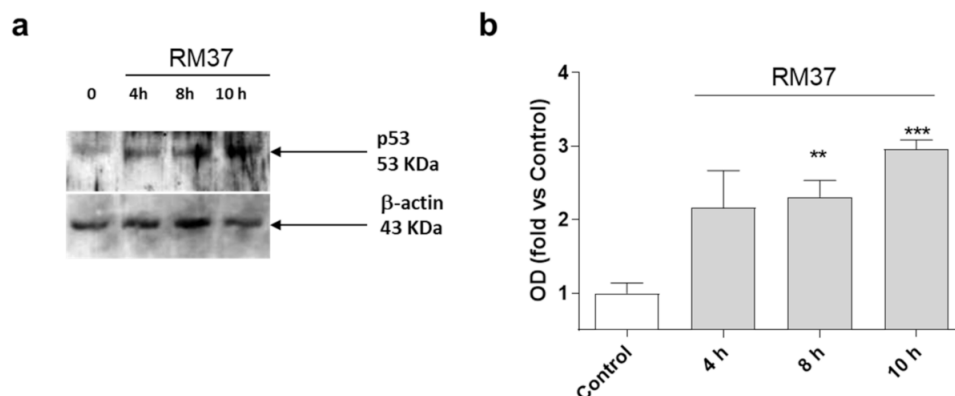 a
RM37
0 4h 8h 10 h
p53
53 KDa
β-actin
43 KDa
b
RM37
OD (fold vs Control)
4
3
2
1
**
***
Control 4 h 8 h 10 h